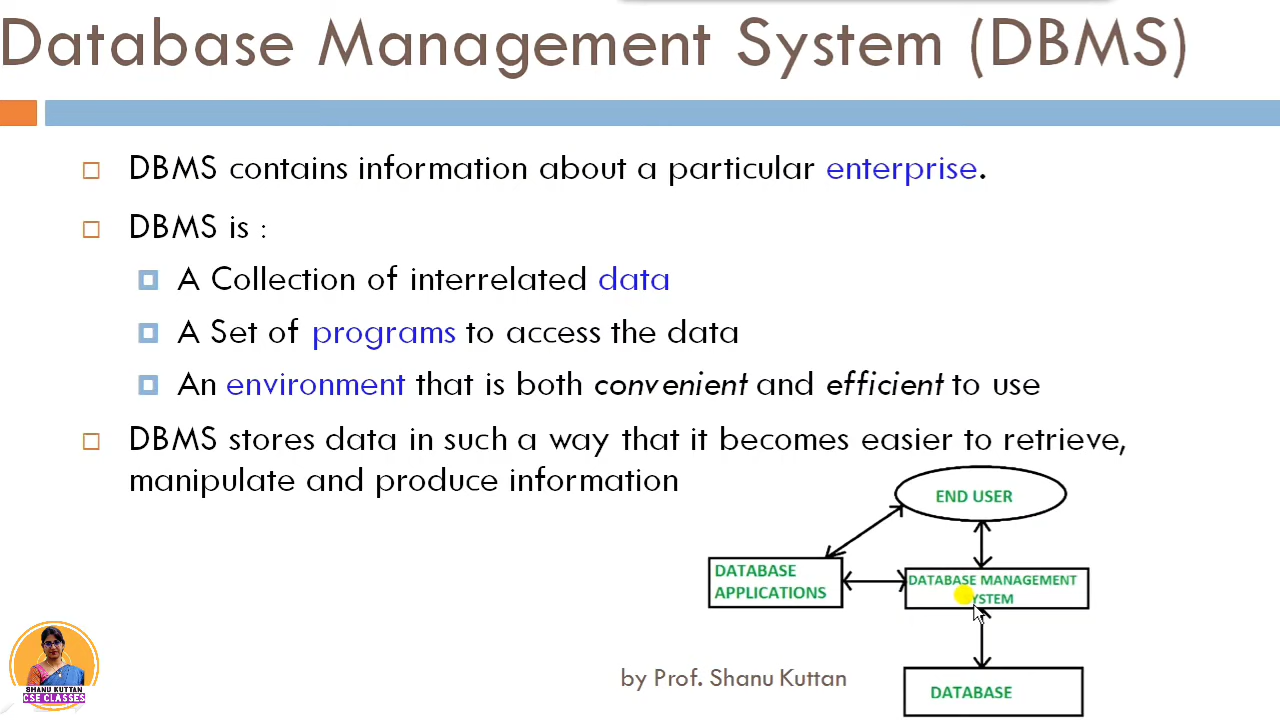 Database Management System (DBMS)
DBMS contains information about a particular enterprise.
DBMS is :
A Collection of interrelated data
A Set of programs to access the data
An environment that is both convenient and efficient to use
DBMS stores data in such a way that it becomes easier to retrieve,
manipulate and produce information
END USER
DATABASE
APPLICATIONS
DATABASE MANAGEMENT
SYSTEM
DATABASE
by Prof. Shanu Kuttan
SHANU KUTTAN
CSE CLASSES